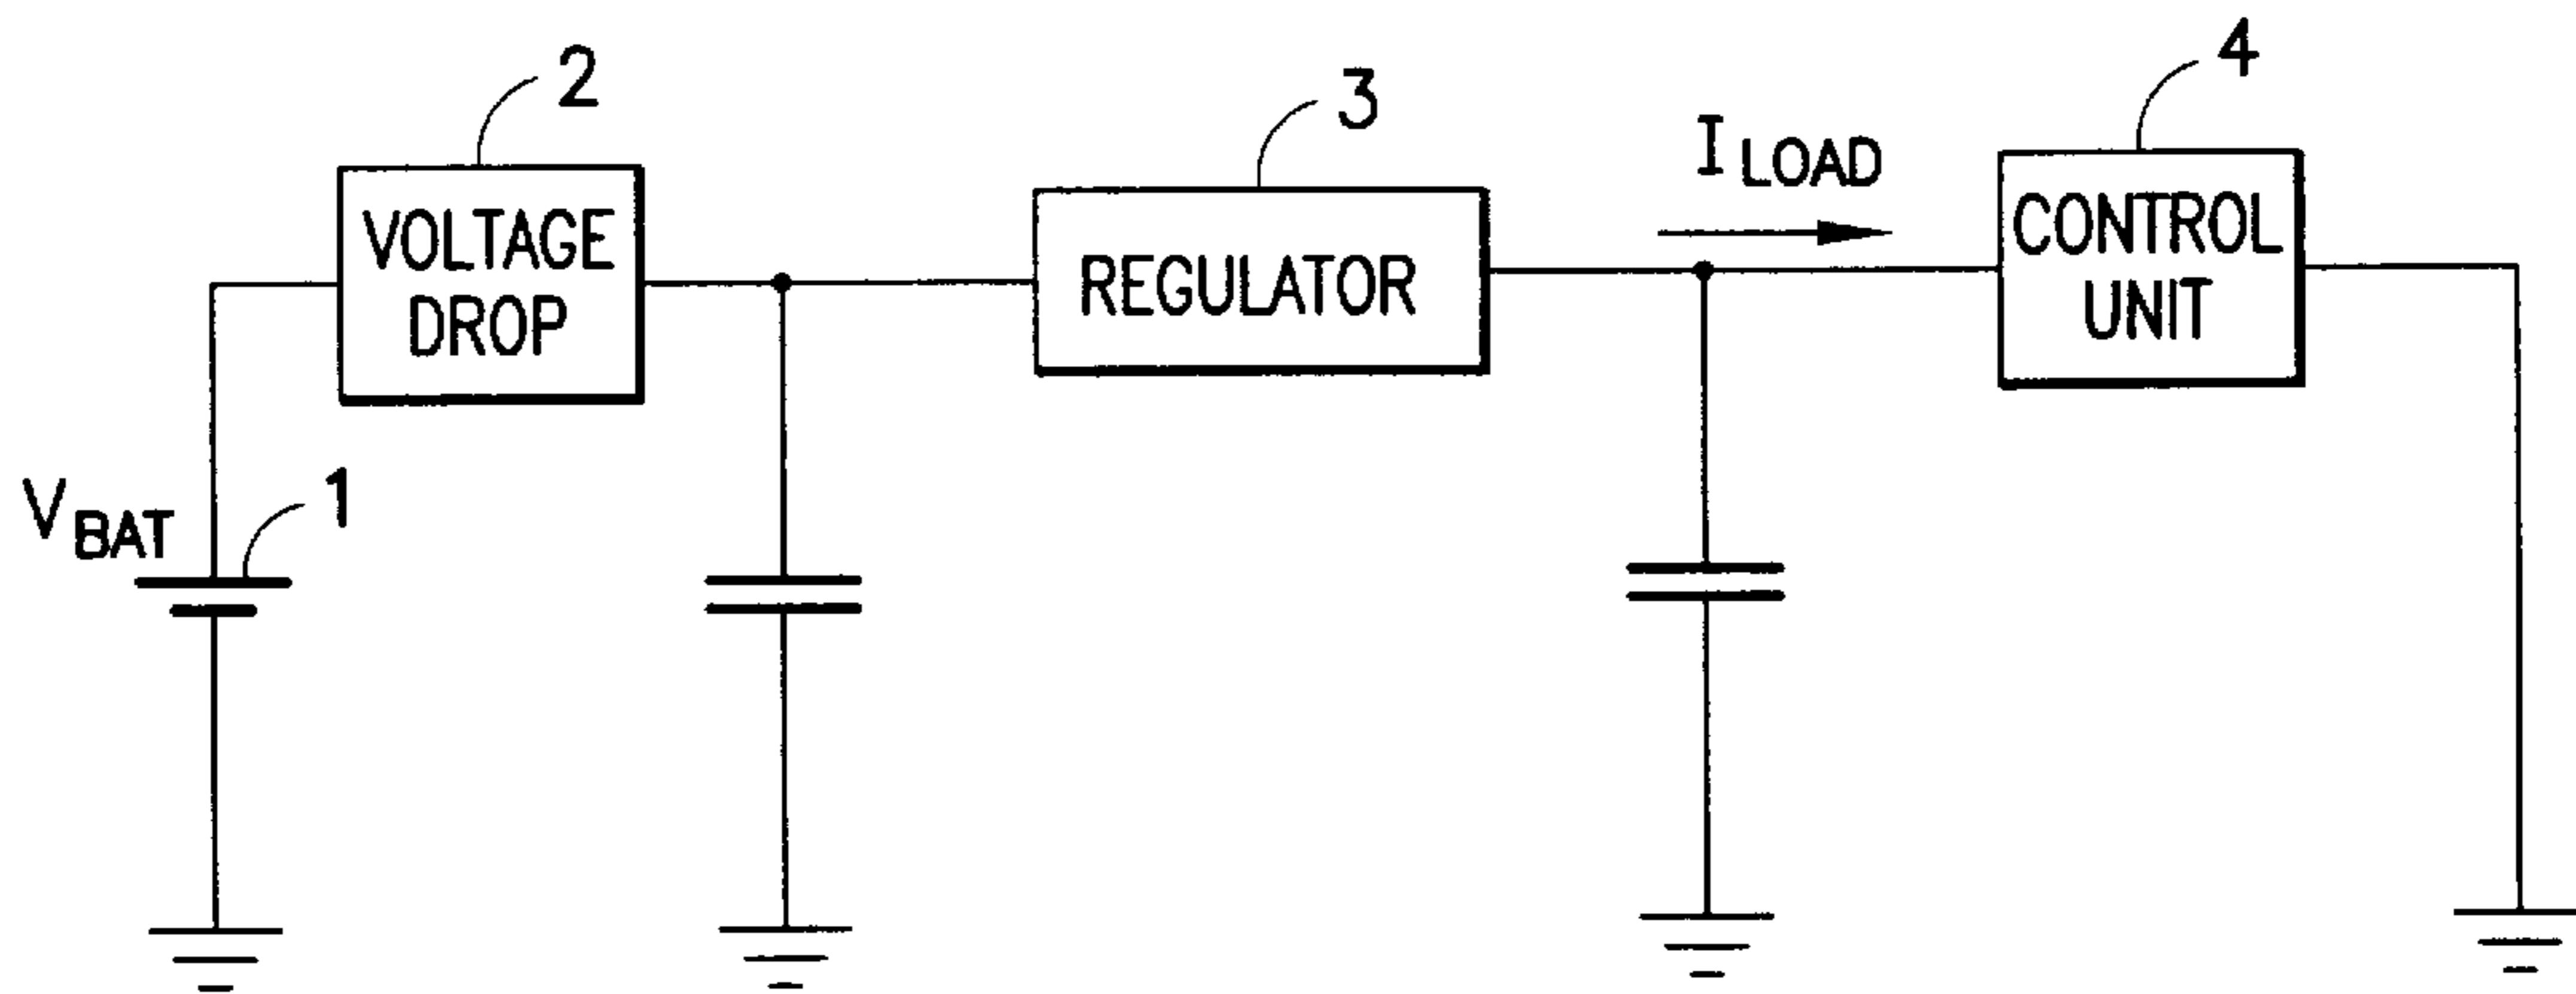 2
3
4
I LOAD
VOLTAGE
DROP
REGULATOR
CONTROL
UNIT
V BAT
1